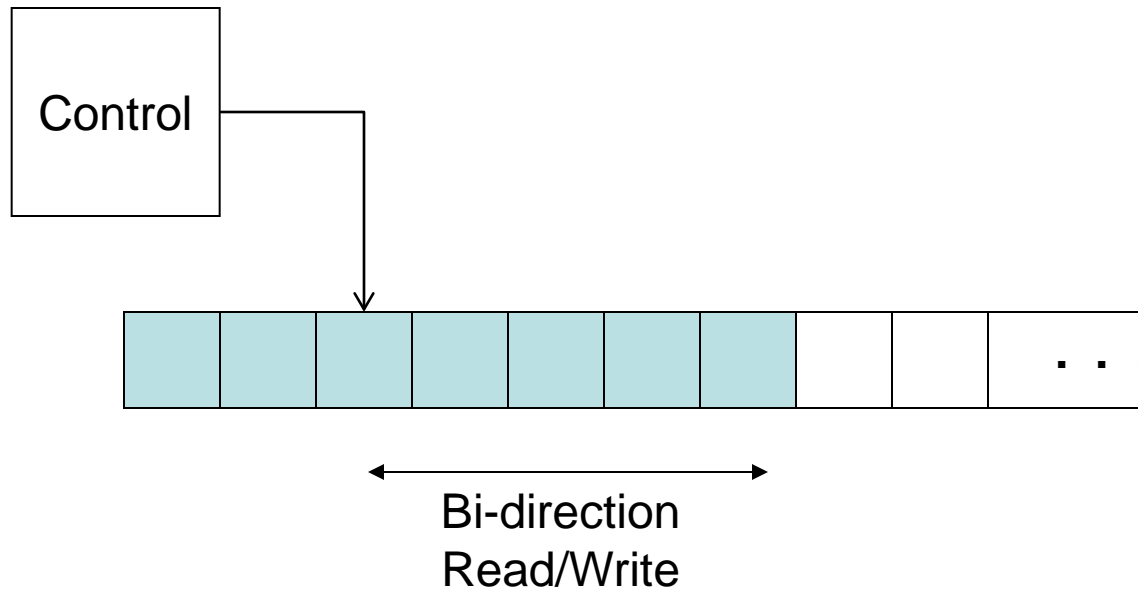 Control
. .
Bi-direction
Read/Write